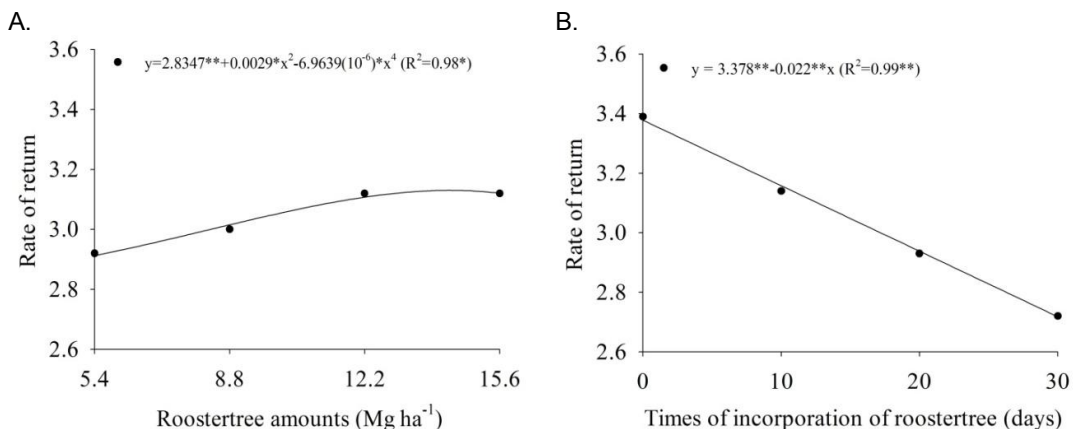 A.
y=2.8347**+0.0029*x²-6.9639(10⁻⁶)*x⁴ (R²=0.98*)
3.6
3.4
3.2
3.0
2.8
2.6
Rate of return
5.4 8.8 12.2 15.6
Roostertree amounts (Mg ha⁻¹)
B.
y = 3.378**-0.022**x (R²=0.99**)
3.6
3.4
3.2
3.0
2.8
2.6
Rate of return
0 10 20 30
Times of incorporation of roostertree (days)